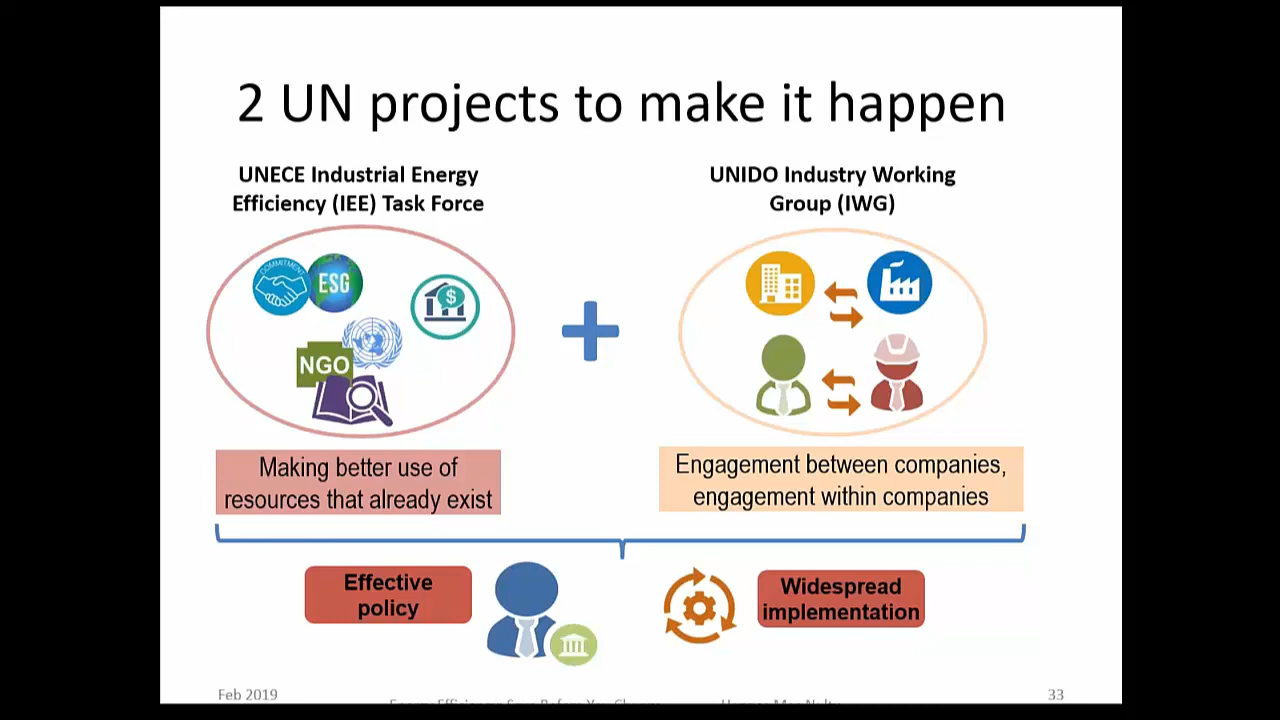 2 UN projects to make it happen
UNECE Industrial Energy
Efficiency (IEE) Task Force
UNIDO Industry Working
Group (IWG)
COMMITMENT
ESG
$
NGO
Making better use of
resources that already exist
Engagement between companies,
engagement within companies
Effective
policy
Widespread
implementation
Feb 2019
33